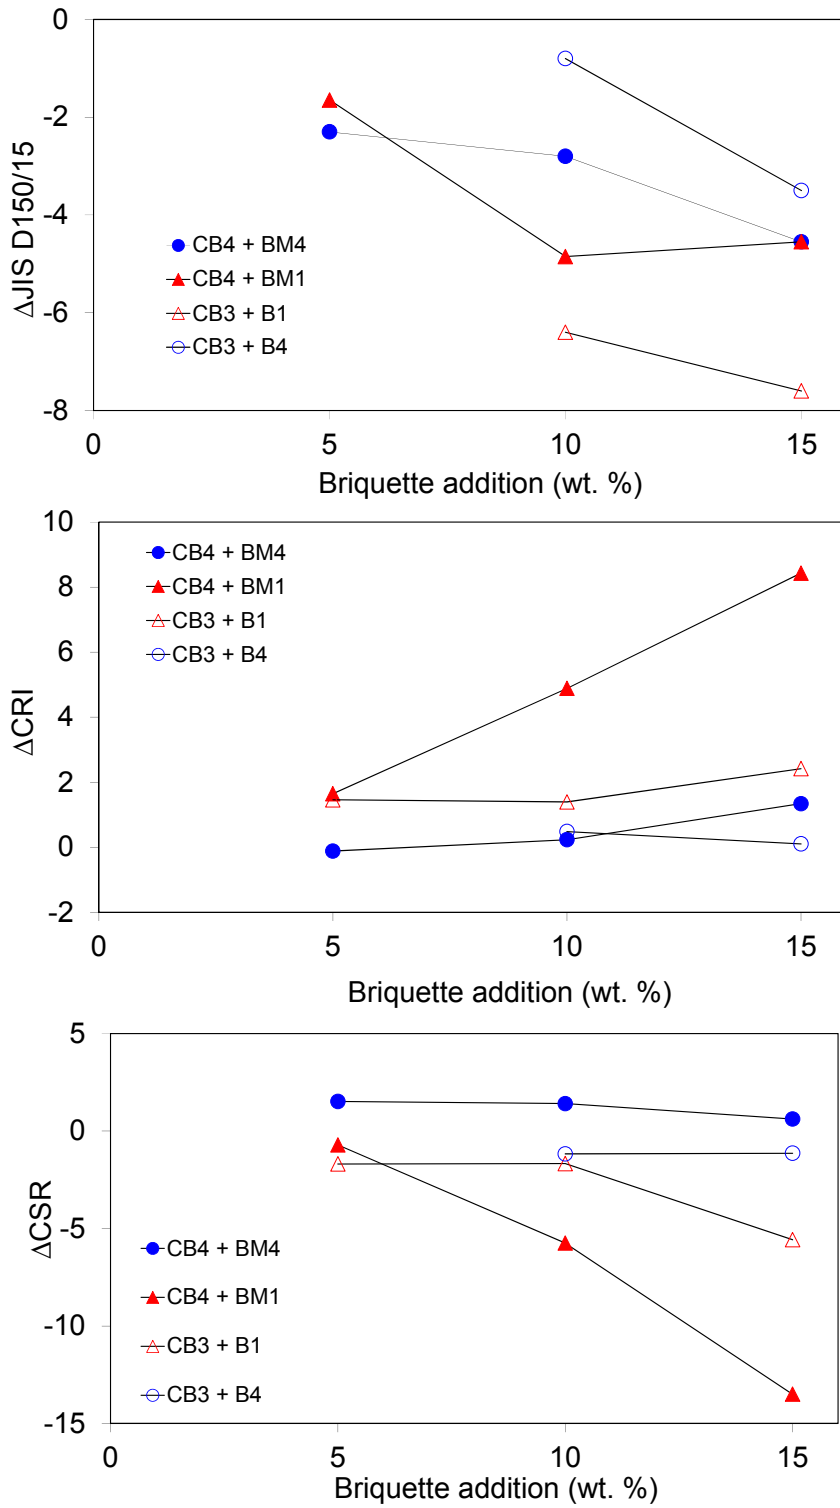 0
-2
-4
-6
-8
ΔJIS D150/15
CB4 + BM4
CB4 + BM1
CB3 + B1
CB3 + B4
0 5 10 15
Briquette addition (wt. %)
10
8
6
4
2
0
-2
ΔCRI
CB4 + BM4
CB4 + BM1
CB3 + B1
CB3 + B4
0 5 10 15
Briquette addition (wt. %)
5
0
-5
-10
-15
ΔCSR
CB4 + BM4
CB4 + BM1
CB3 + B1
CB3 + B4
0 5 10 15
Briquette addition (wt. %)